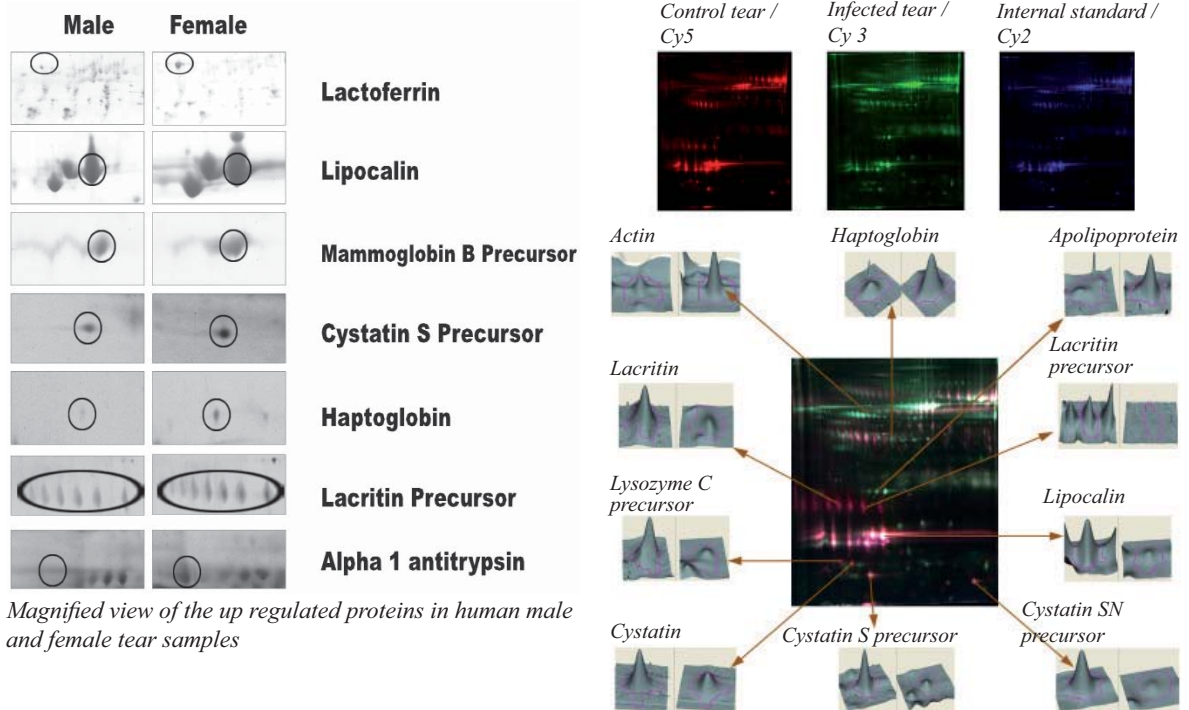 Male Female
Lactoferrin
Lipocalin
Mammoglobin B Precursor
Cystatin S Precursor
Haptoglobin
Lacritin Precursor
Alpha 1 antitrypsin
Magnified view of the up regulated proteins in human male
and female tear samples
Control tear /
Cy5
Infected tear /
Cy 3
Internal standard /
Cy2
Actin
Haptoglobin
Apolipoprotein
Lacritin
Lacritin
precursor
Lysozyme C
precursor
Lipocalin
Cystatin
Cystatin S precursor
Cystatin SN
precursor